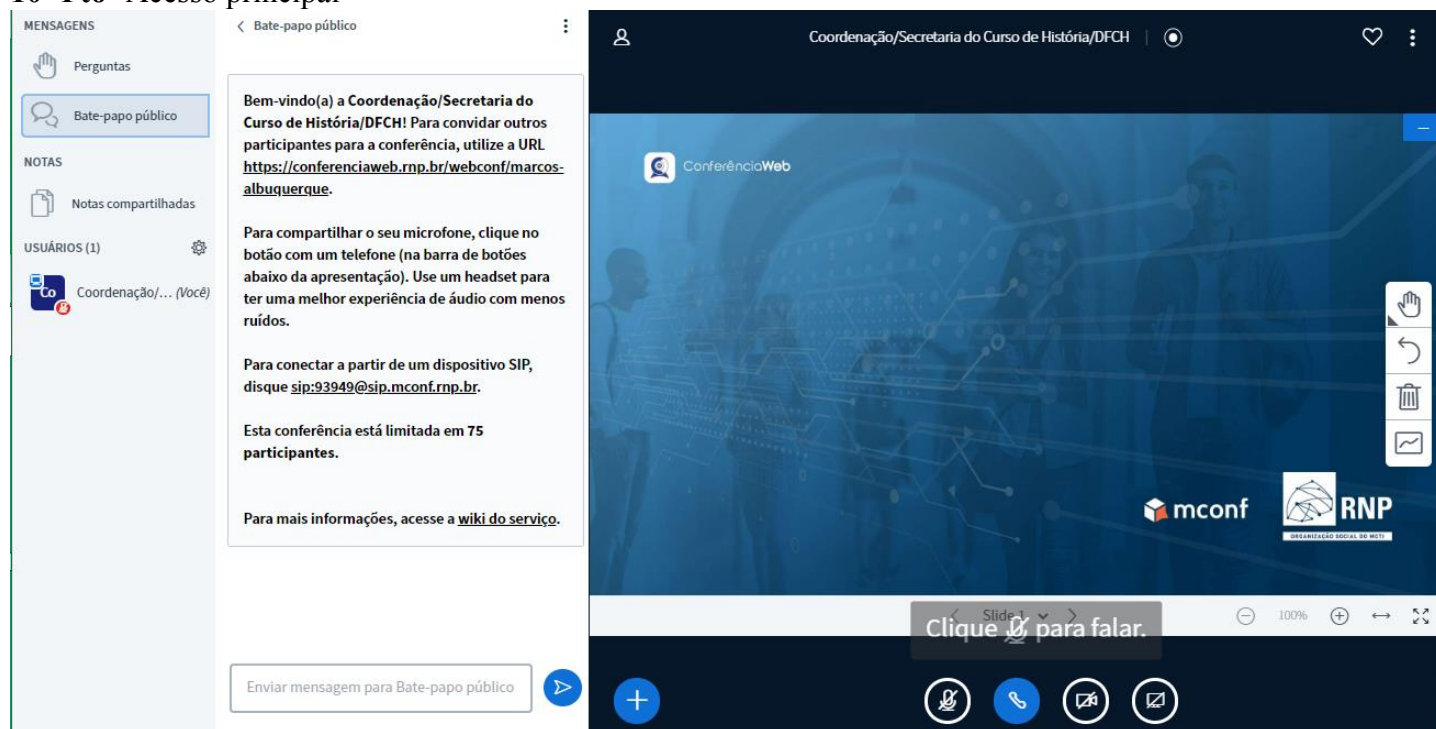 MENSAGENS
Perguntas
Bate-papo público
NOTAS
Notas compartilhadas
USUÁRIOS (1)
Co
Coordenação/... (Você)
Bate-papo público
Bem-vindo(a) a Coordenação/Secretaria do
Curso de História/DFCH! Para convidar outros
participantes para a conferência, utilize a URL
https://conferenciaweb.rnp.br/webconf/marcos-
albuquerque.
Para compartilhar o seu microfone, clique no
botão com um telefone (na barra de botões
abaixo da apresentação). Use um headset para
ter uma melhor experiência de áudio com menos
ruídos.
Para conectar a partir de um dispositivo SIP,
disque sip:93949@sip.mconf.rnp.br.
Esta conferência está limitada em 75
participantes.
Para mais informações, acesse a wiki do serviço.
Enviar mensagem para Bate-papo público
Coordenação/Secretaria do Curso de História/DFCH
ConferênciaWeb
mconf
RNP
ORGANIZAÇÃO SOCIAL DO MCTI
Slide 1
100%
Clique para falar.